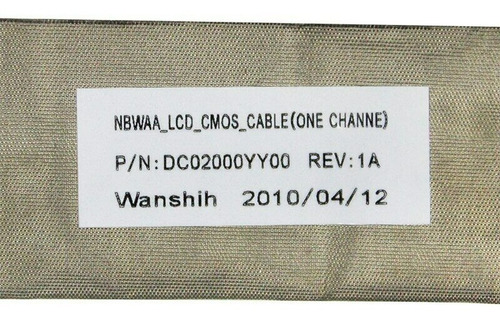 NBWAA_LCD_CMOS_CABLE(ONE CHANNE)
P/N:DC02000YY00 REV:1A
Wanshih 2010/04/12